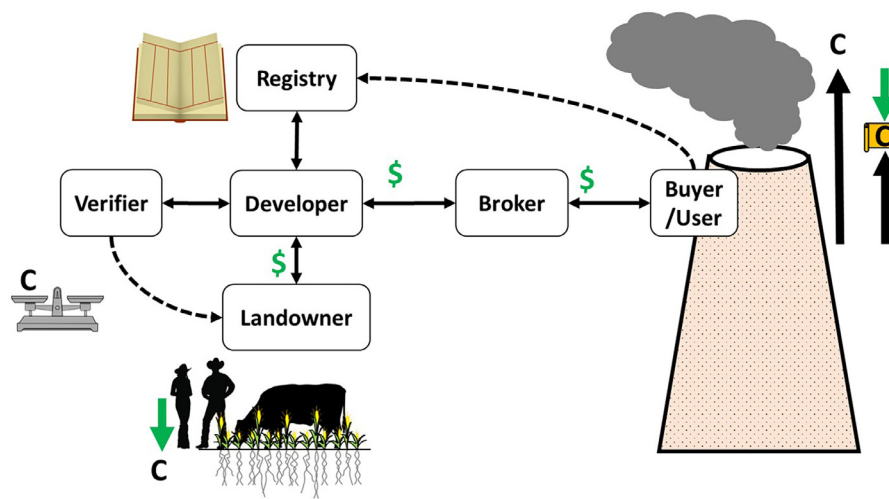 C
Registry
C
$
$
Verifier
Developer
Broker
Buyer
/User
$
C
Landowner
C